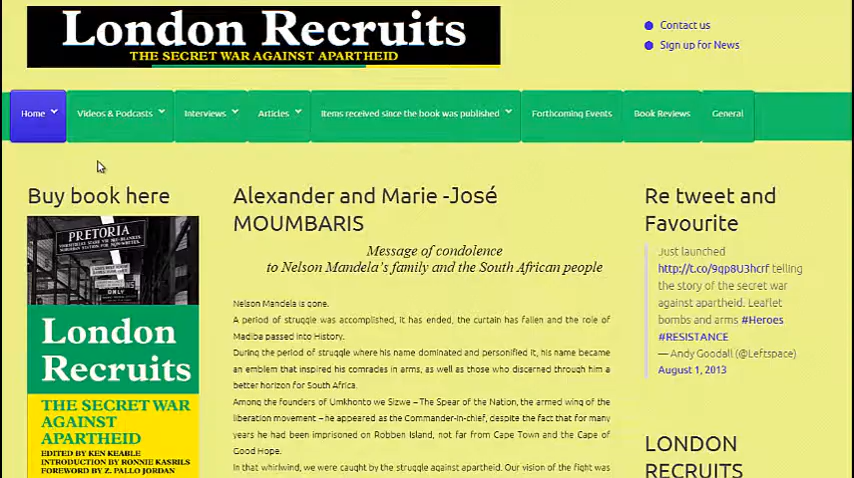 London Recruits
THE SECRET WAR AGAINST APARTHEID
Contact us
Sign up for News
Home
Videos & Podcasts
Interviews
Articles
Items received since the book was published
Forthcoming Events
Book Reviews
General
Buy book here
PRETORIA
London
Recruits
THE SECRET WAR
AGAINST
APARTHEID
EDITED BY KEN KEABLE
INTRODUCTION BY RONNIE KASRILS
FOREWORD BY Z. PALLO JORDAN
Alexander and Marie -José
MOUMBARIS
Message of condolence
to Nelson Mandela's family and the South African people
Nelson Mandela is gone.
A period of struggle was accomplished, it has ended, the curtain has fallen and the role of
Madiba passed into History.
During the period of struggle where his name dominated and personified it, his name became
an emblem that inspired his comrades in arms, as well as those who discerned through him a
better horizon for South Africa.
Among the founders of Umkhonto we Sizwe – The Spear of the Nation, the armed wing of the
liberation movement – he appeared as the Commander-in-chief, despite the fact that for many
years he had been imprisoned on Robben Island, not far from Cape Town and the Cape of
Good Hope.
In that whirlwind, we were caught by the struggle against apartheid. Our vision of the fight was
Re tweet and
Favourite
Just launched
http://t.co/9qp8U3hcrf telling
the story of the secret war
against apartheid. Leaflet
bombs and arms #Heroes
#RESISTANCE
— Andy Goodall (@Leftspace)
August 1, 2013
LONDON
RECRUITS